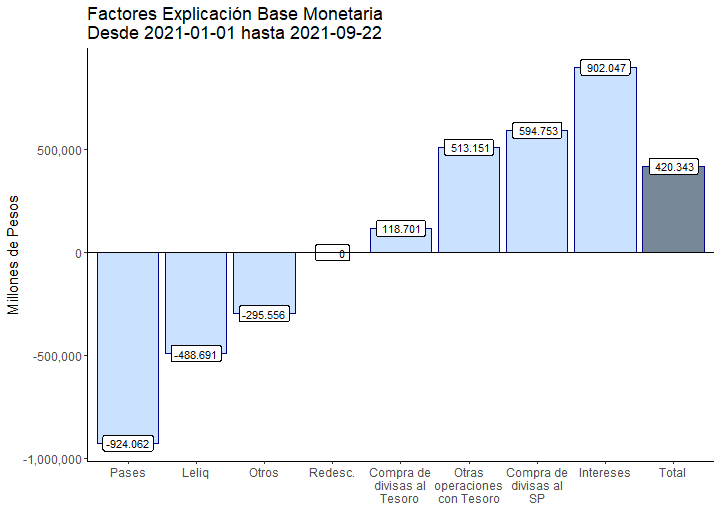 Factores Explicación Base Monetaria
Desde 2021-01-01 hasta 2021-09-22
Millones de Pesos
500,000
0
-500,000
-1,000,000
-924.062
-488.691
-295.556
0
118.701
513.151
594.753
902.047
420.343
Pases
Leliq
Otros
Redesc.
Compra de
divisas al
Tesoro
Otras
operaciones
con Tesoro
Compra de
divisas al
SP
Intereses
Total